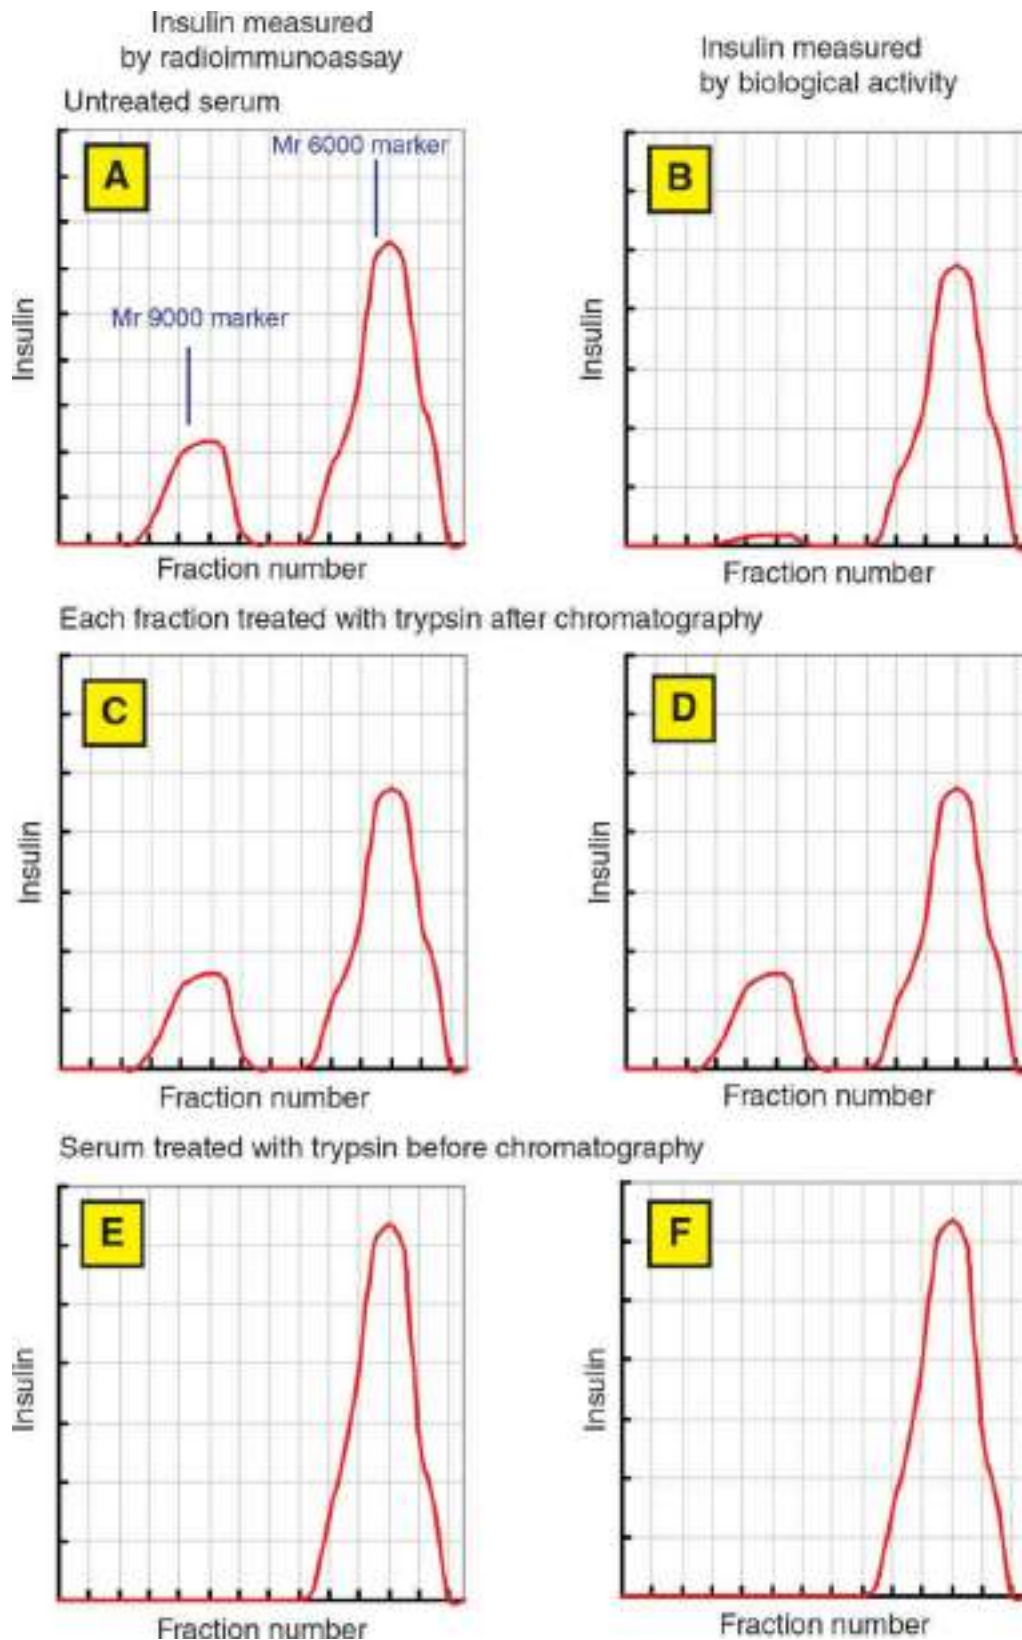 Insulin measured
by radioimmunoassay
Insulin measured
by biological activity
Untreated serum
A
Mr 6000 marker
Mr 9000 marker
Insulin
Fraction number
B
Insulin
Fraction number
Each fraction treated with trypsin after chromatography
C
Insulin
Fraction number
D
Insulin
Fraction number
Serum treated with trypsin before chromatography
E
Insulin
Fraction number
F
Insulin
Fraction number